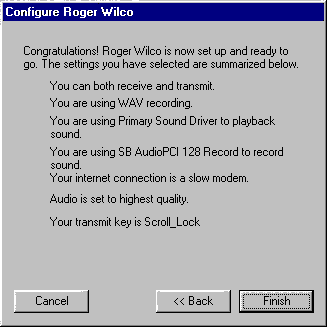 Configure Roger Wilco
Congratulations! Roger Wilco is now set up and ready to
go. The settings you have selected are summarized below.
You can both receive and transmit.
You are using WAV recording.
You are using Primary Sound Driver to playback
sound.
You are using SB AudioPCI 128 Record to record
sound.
Your internet connection is a slow modem.
Audio is set to highest quality.
Your transmit key is Scroll_Lock
Cancel
<< Back
Finish